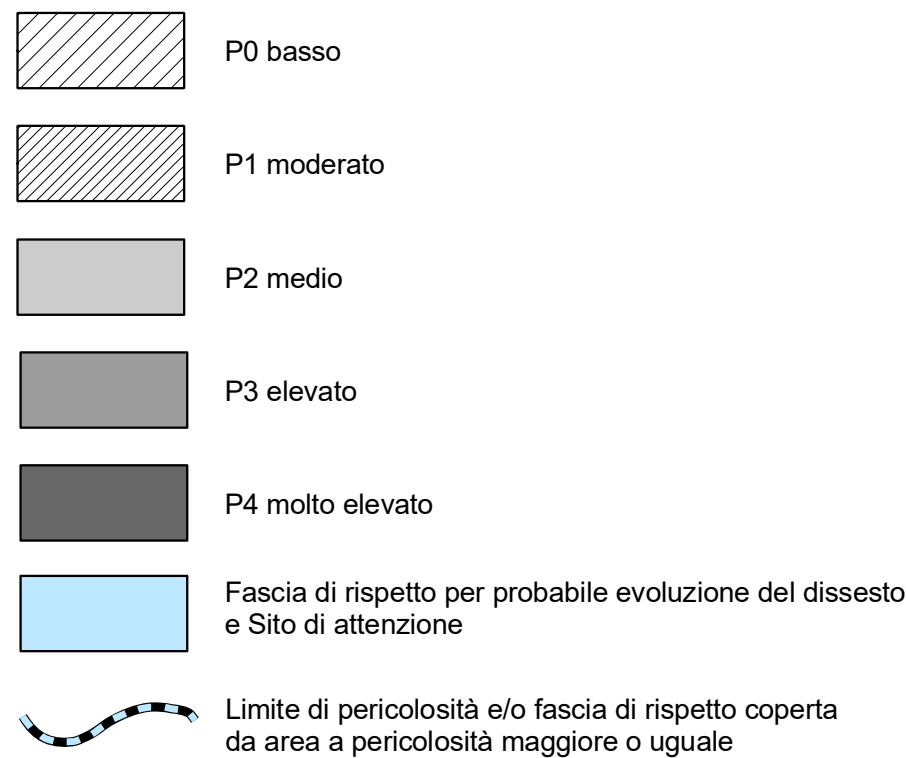 P0 basso
P1 moderato
P2 medio
P3 elevato
P4 molto elevato
Fascia di rispetto per probabile evoluzione del dissesto
e Sito di attenzione
Limite di pericolosità e/o fascia di rispetto coperta
da area a pericolosità maggiore o uguale